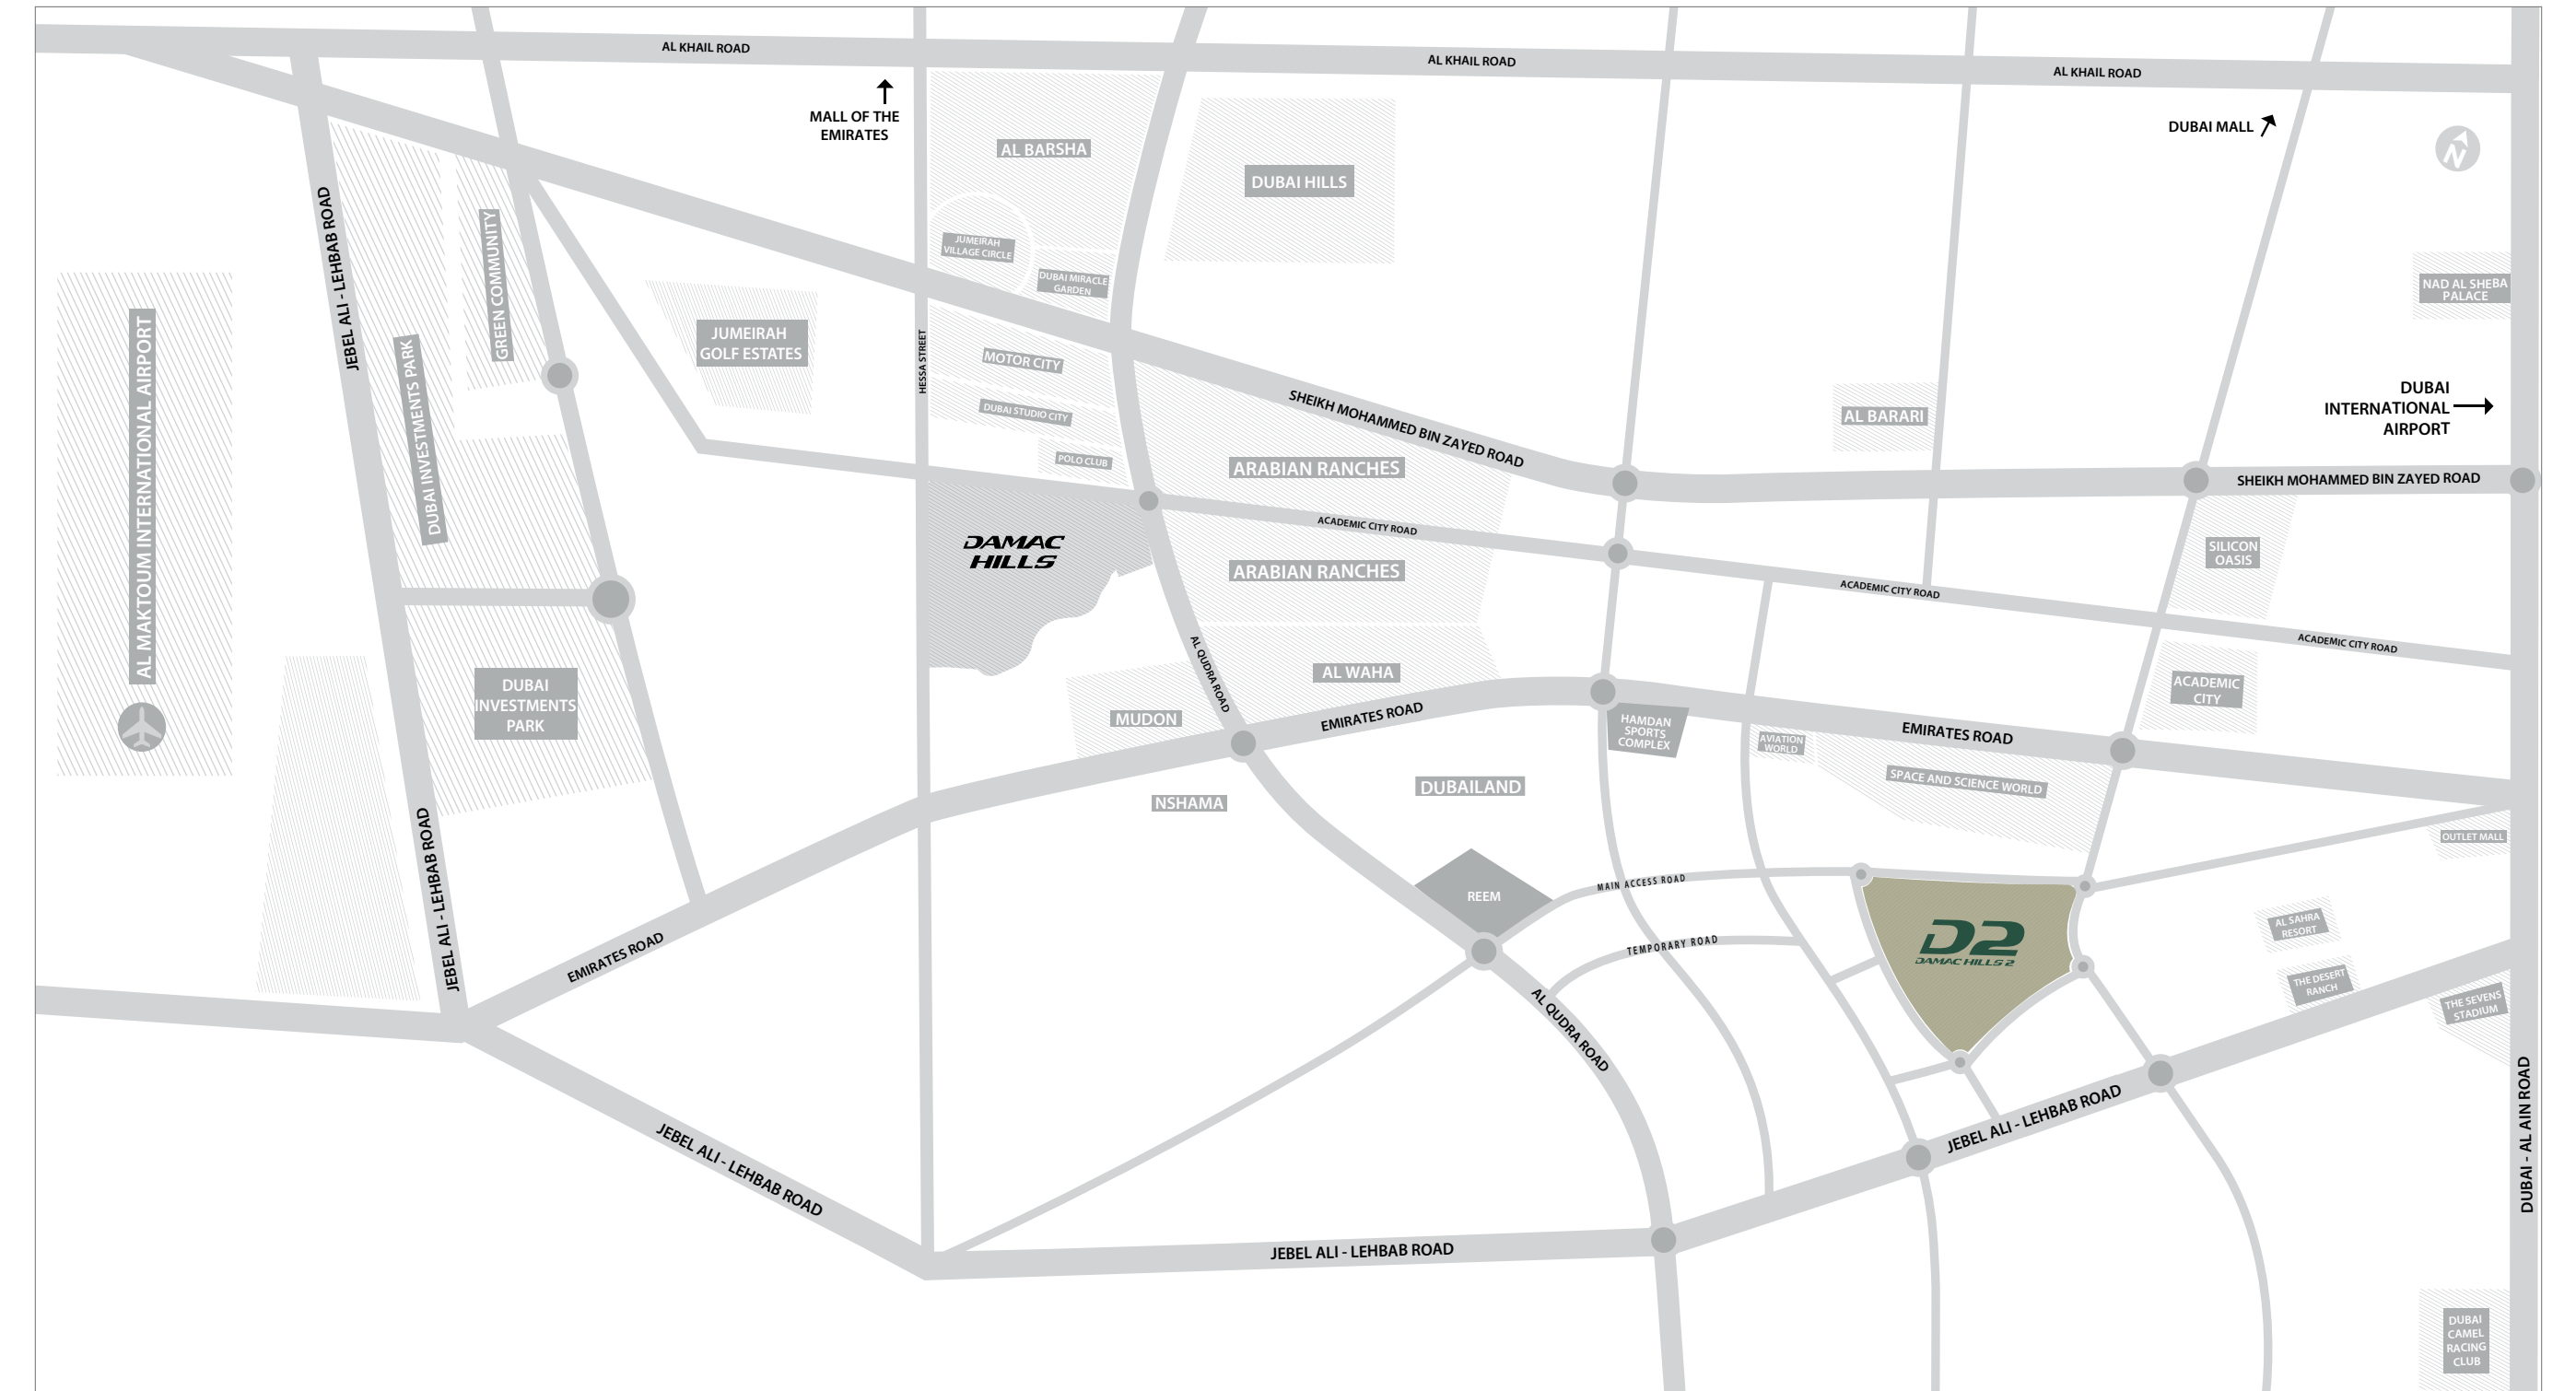 AL KHAIL ROAD
AL KHAIL ROAD
AL KHAIL ROAD
MALL OF THE
EMIRATES
DUBAI MALL
N
AL BARSHA
DUBAI HILLS
JEBEL ALI - LEHBAB ROAD
GREEN COMMUNITY
JUMEIRAH
VILLAGE CIRCLE
DUBAI MIRACLE
GARDEN
NAD AL SHEBA
PALACE
AL MAKTOUM INTERNATIONAL AIRPORT
DUBAI INVESTMENTS PARK
JUMEIRAH
GOLF ESTATES
HESSA STREET
MOTOR CITY
DUBAI STUDIO CITY
POLO CLUB
SHEIKH MOHAMMED BIN ZAYED ROAD
ARABIAN RANCHES
AL BARARI
DUBAI
INTERNATIONAL
AIRPORT
SHEIKH MOHAMMED BIN ZAYED ROAD
DAMAC
HILLS
ACADEMIC CITY ROAD
ARABIAN RANCHES
ACADEMIC CITY ROAD
SILICON
OASIS
ACADEMIC CITY ROAD
DUBAI
INVESTMENTS
PARK
AL QUDRA ROAD
AL WAHA
MUDON
EMIRATES ROAD
HAMDAN
SPORTS
COMPLEX
AVIATION
WORLD
EMIRATES ROAD
ACADEMIC
CITY
SPACE AND SCIENCE WORLD
NSHAMA
DUBAILAND
OUTLET MALL
JEBEL ALI - LEHBAB ROAD
EMIRATES ROAD
REEM
MAIN ACCESS ROAD
TEMPORARY ROAD
D2
DAMAC HILLS 2
AL SAHRA
RESORT
THE DESERT
RANCH
THE SEVENS
STADIUM
AL QUDRA ROAD
JEBEL ALI - LEHBAB ROAD
JEBEL ALI - LEHBAB ROAD
JEBEL ALI - LEHBAB ROAD
DUBAI - AL AIN ROAD
DUBAI
CAMEL
RACING
CLUB